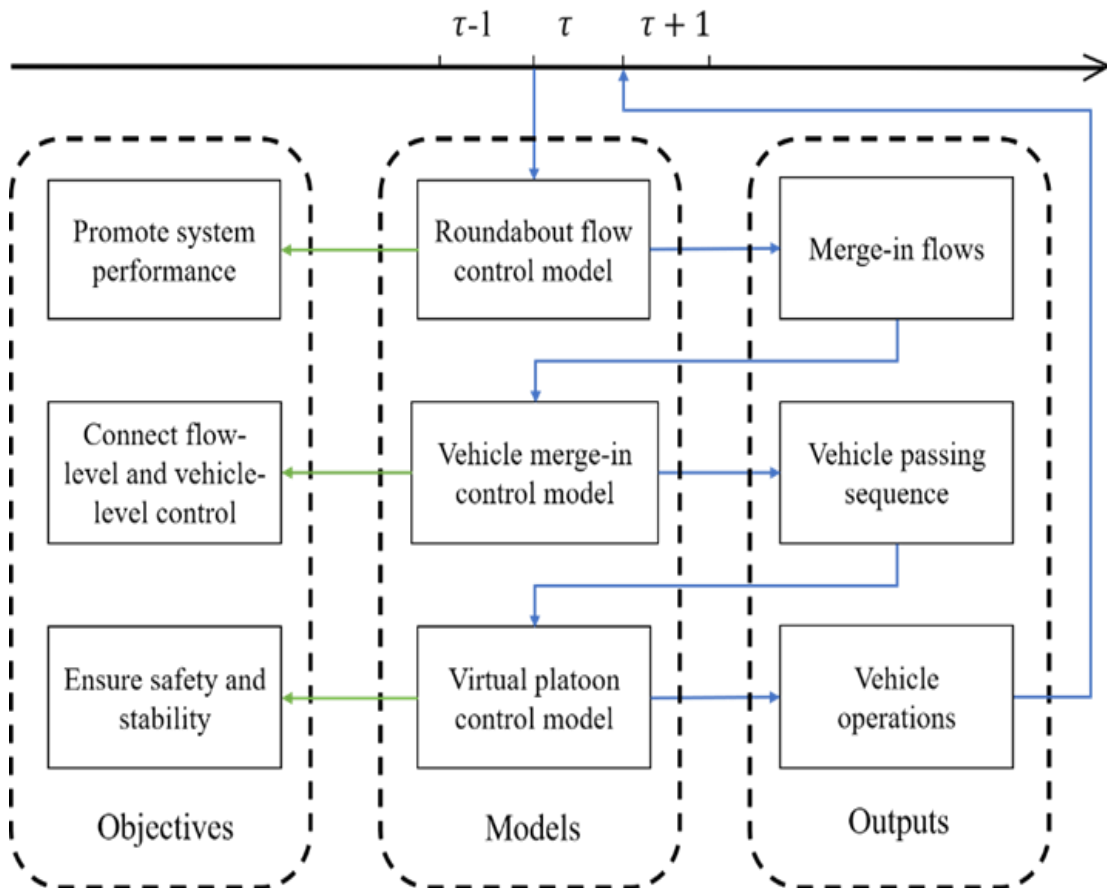 τ-1 τ τ + 1
Promote system
performance
Roundabout flow
control model
Merge-in flows
Connect flow-
level and vehicle-
level control
Vehicle merge-in
control model
Vehicle passing
sequence
Ensure safety and
stability
Virtual platoon
control model
Vehicle
operations
Objectives
Models
Outputs